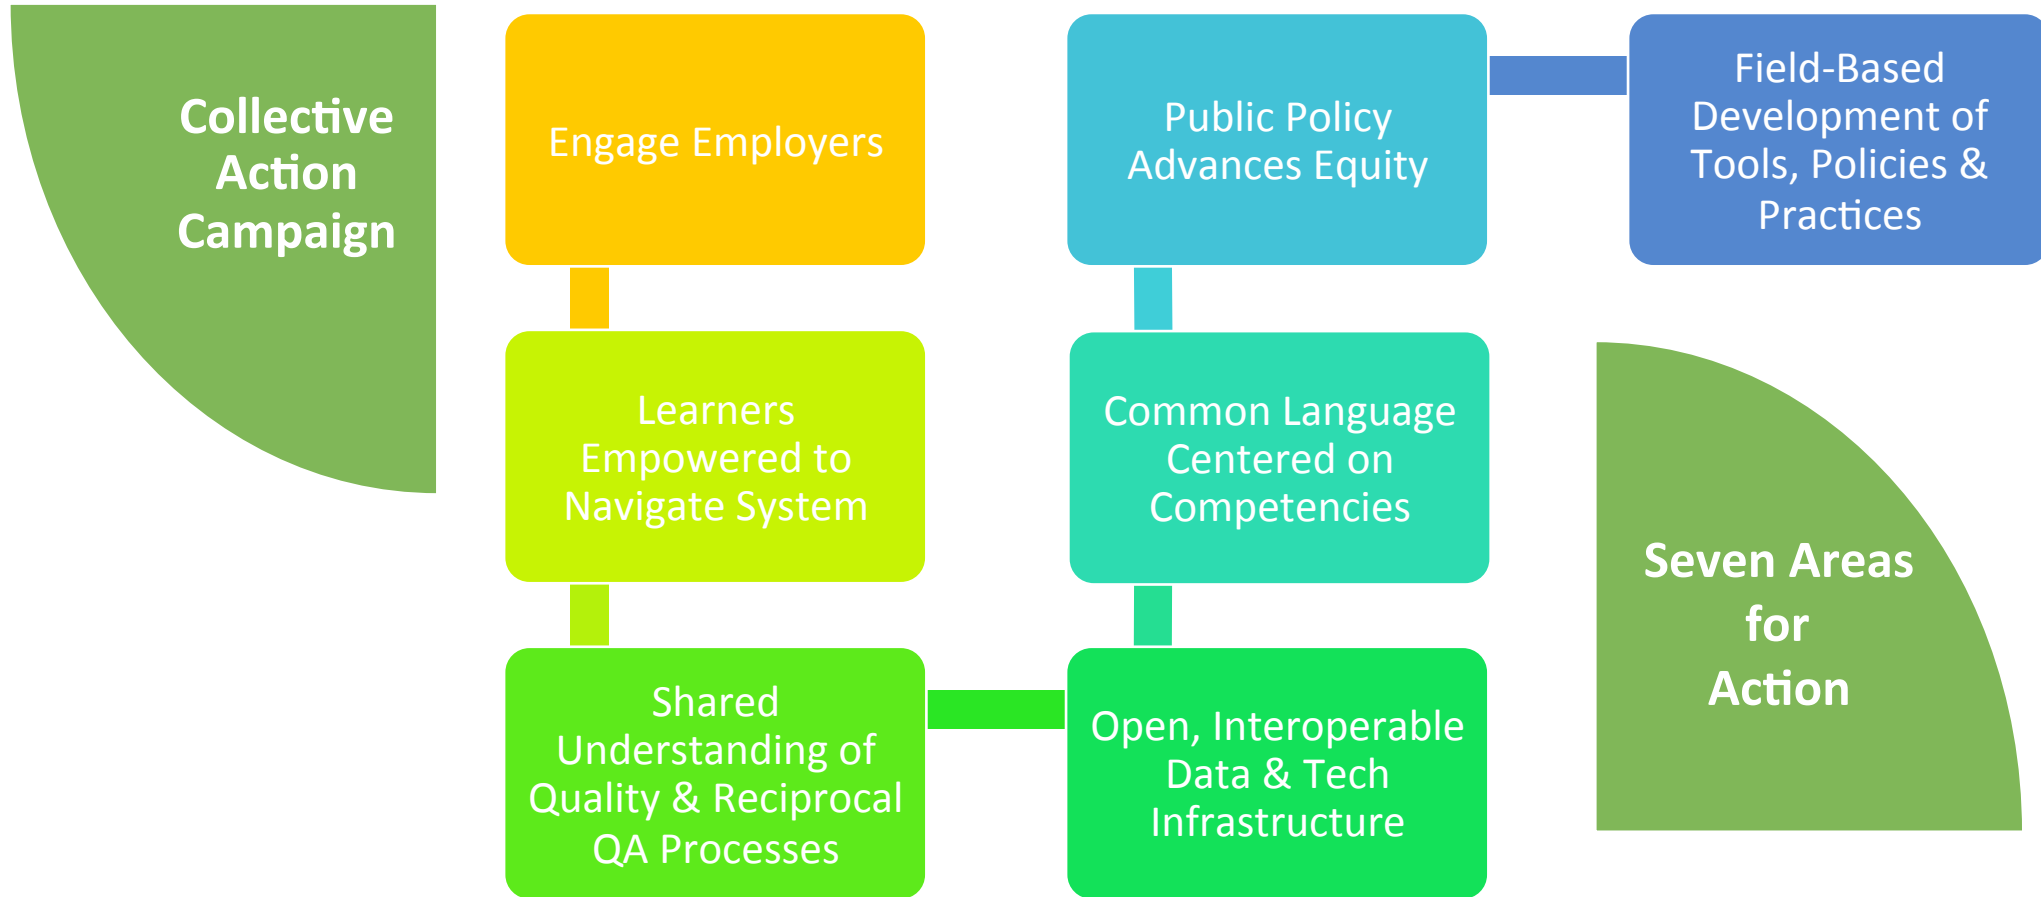 Collective
Action
Campaign
Engage Employers
Learners
Empowered to
Navigate System
Shared
Understanding of
Quality & Reciprocal
QA Processes
Open, Interoperable
Data & Tech
Infrastructure
Common Language
Centered on
Competencies
Public Policy
Advances Equity
Field-Based
Development of
Tools, Policies &
Practices
Seven Areas
for
Action